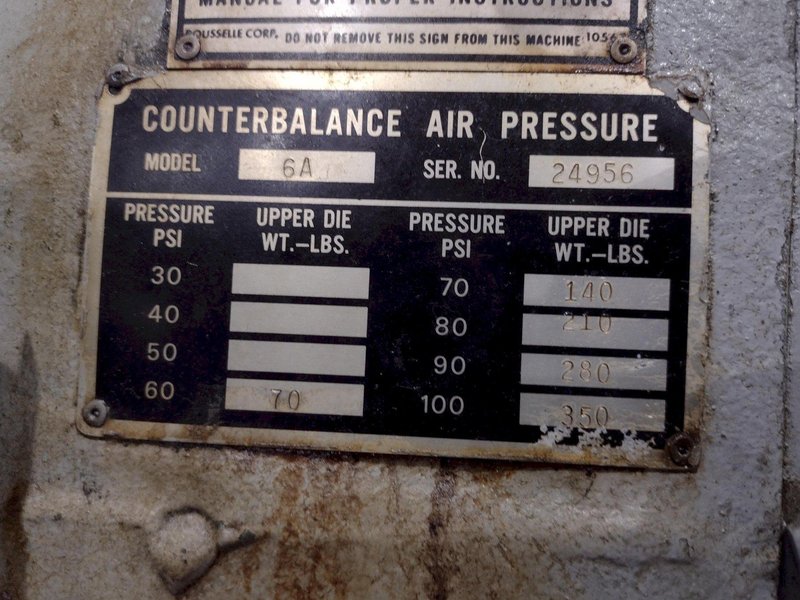 MANUAL FOR PROPER INSTRUCTIONS
ROUSSELLE CORP. DO NOT REMOVE THIS SIGN FROM THIS MACHINE
COUNTERBALANCE AIR PRESSURE
MODEL 6A SER. NO. 24956
PRESSURE PSI UPPER DIE WT.-LBS. PRESSURE PSI UPPER DIE WT.-LBS.
30 70 140
40 80 210
50 90 280
60 70 100 350